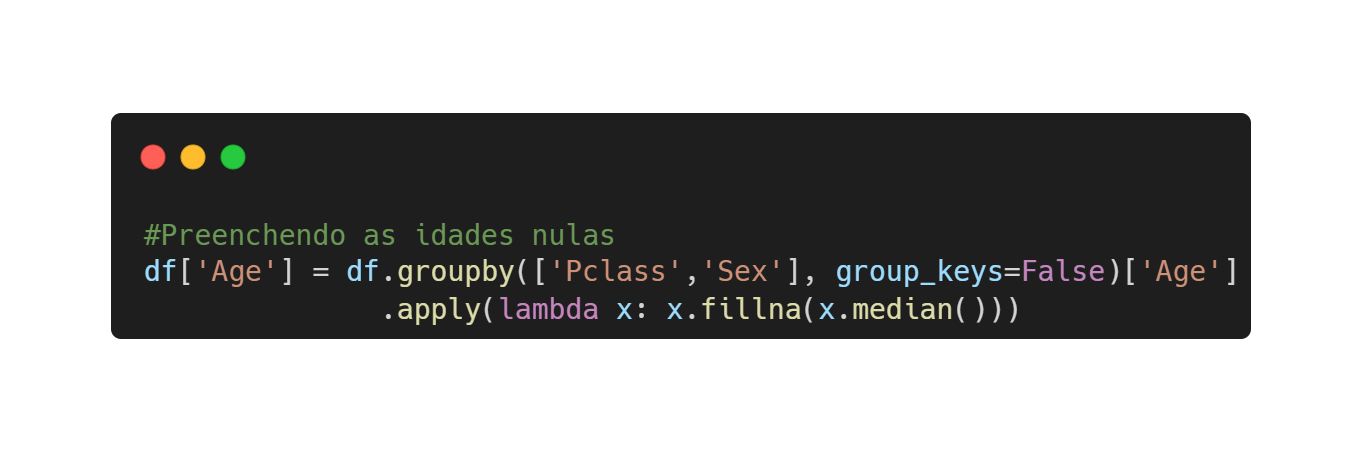 #Preenchendo as idades nulas
df['Age'] = df.groupby(['Pclass','Sex'], group_keys=False)['Age']
.apply(lambda x: x.fillna(x.median()))